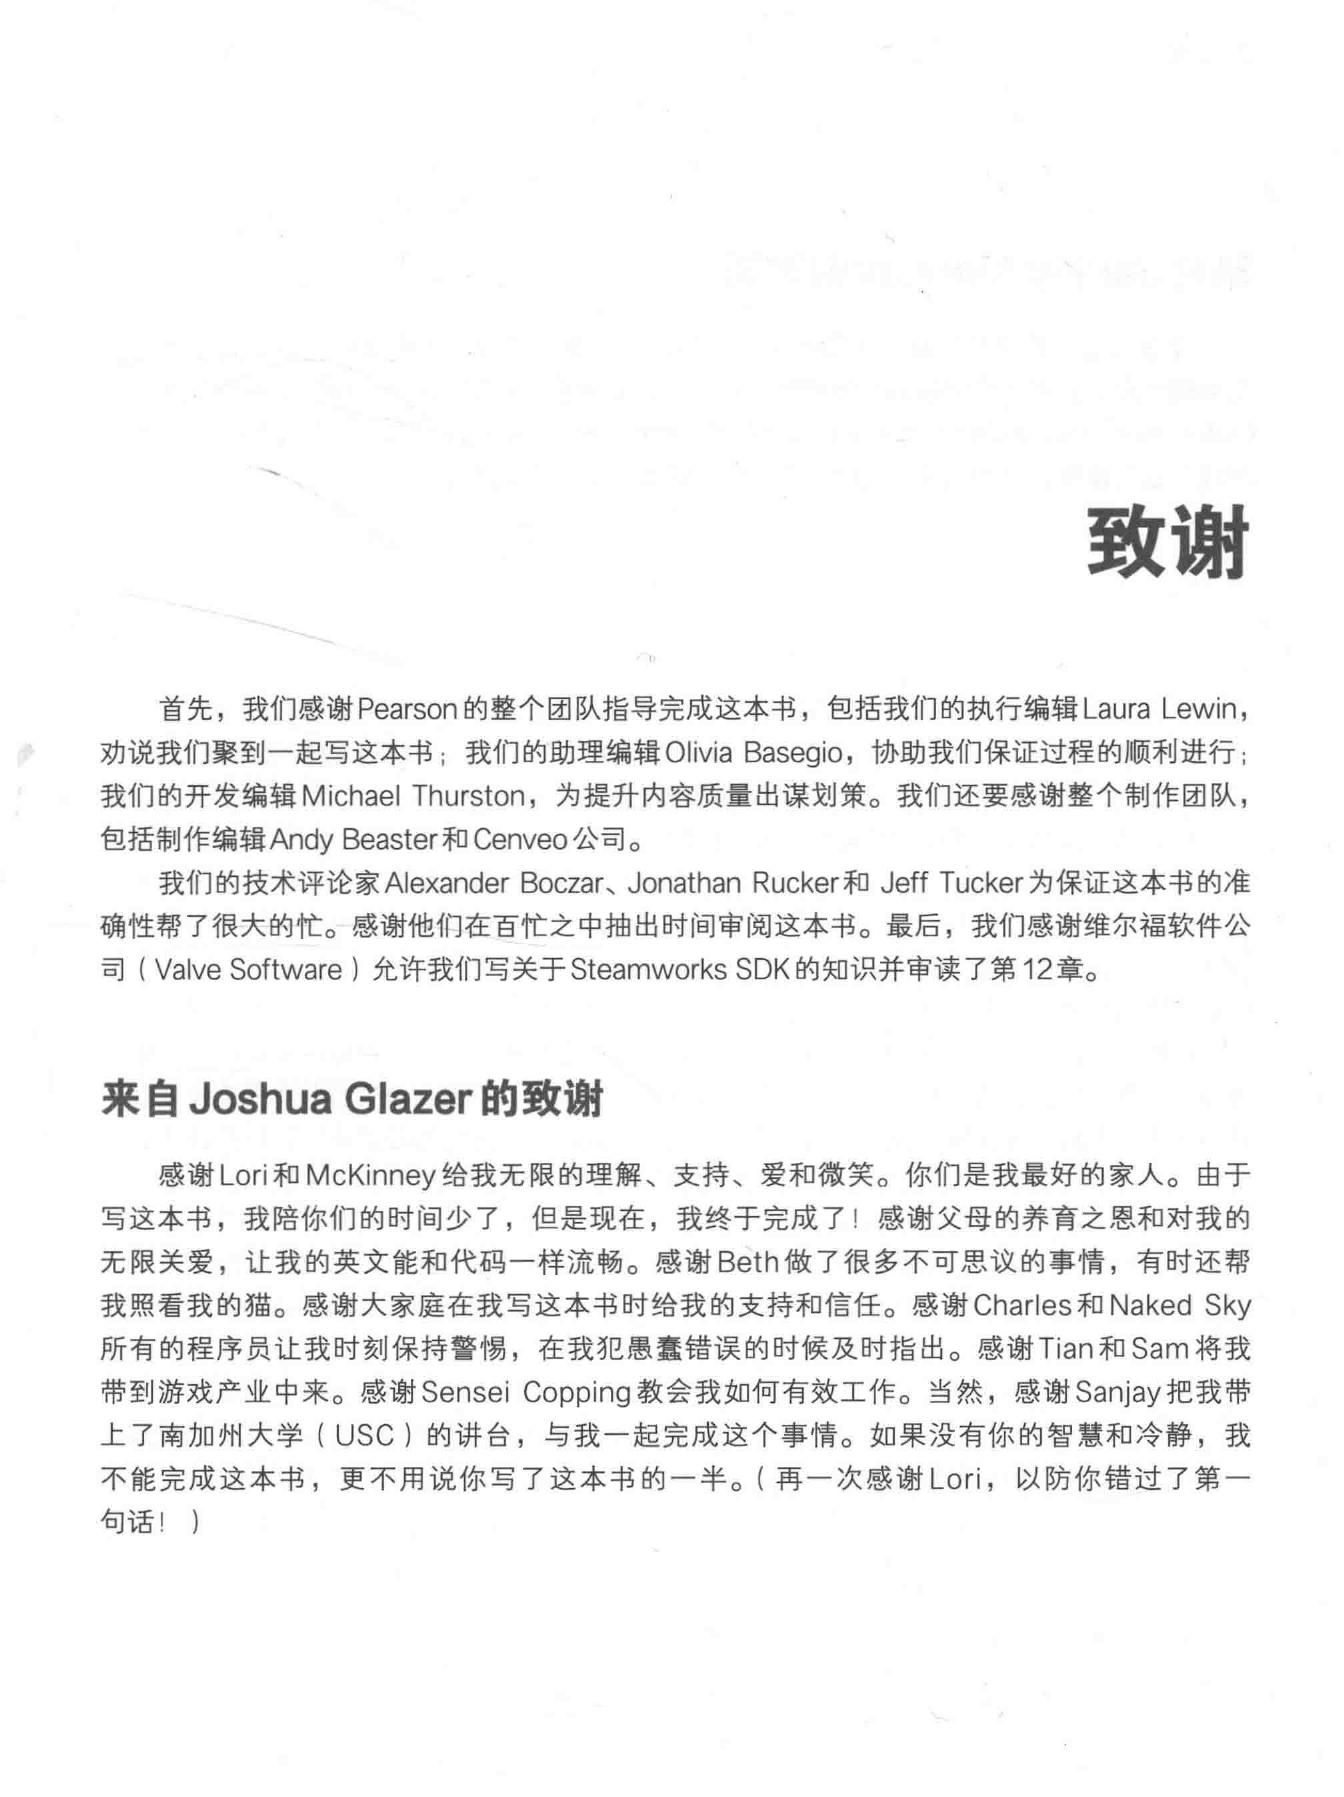 致谢
首先，我们感谢Pearson的整个团队指导完成这本书，包括我们的执行编辑Laura Lewin，
劝说我们聚到一起写这本书；我们的助理编辑Olivia Basegio，协助我们保证过程的顺利进行；
我们的开发编辑Michael Thurston，为提升内容质量出谋划策。我们还要感谢整个制作团队，
包括制作编辑Andy Beaster和Cenveo公司。
我们的技术评论家Alexander Boczar、Jonathan Rucker和 Jeff Tucker为保证这本书的准
确性帮了很大的忙。感谢他们在百忙之中抽出时间审阅这本书。最后，我们感谢维尔福软件公
司（Valve Software）允许我们写关于Steamworks SDK的知识并审读了第12章。
来自Joshua Glazer的致谢
感谢Lori和McKinney给我无限的理解、支持、爱和微笑。你们是我最好的家人。由于
写这本书，我陪你们的时间少了，但是现在，我终于完成了！感谢父母的养育之恩和对我的
无限关爱，让我的英文能和代码一样流畅。感谢Beth做了很多不可思议的事情，有时还帮
我照看我的猫。感谢大家庭在我写这本书时给我的支持和信任。感谢Charles和Naked Sky
所有的程序员让我时刻保持警惕，在我犯愚蠢错误的时候及时指出。感谢Tian和Sam将我
带到游戏产业中来。感谢Sensei Copping教会我如何有效工作。当然，感谢Sanjay把我带
上了南加州大学（USC）的讲台，与我一起完成这个事情。如果没有你的智慧和冷静，我
不能完成这本书，更不用说你写了这本书的一半。（再一次感谢Lori，以防你错过了第一
句话！）